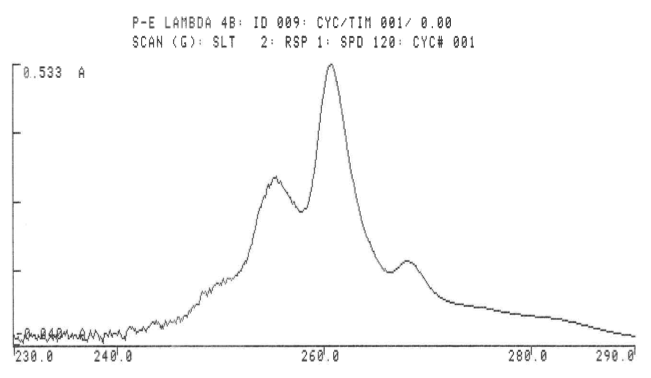 P-E LAMBDA 4B: ID 009: CYC/TIM 001/ 0.00
SCAN (G): SLT 2: RSP 1: SPD 120: CYC# 001
0.533 A
230.0 240.0 260.0 280.0 290.0